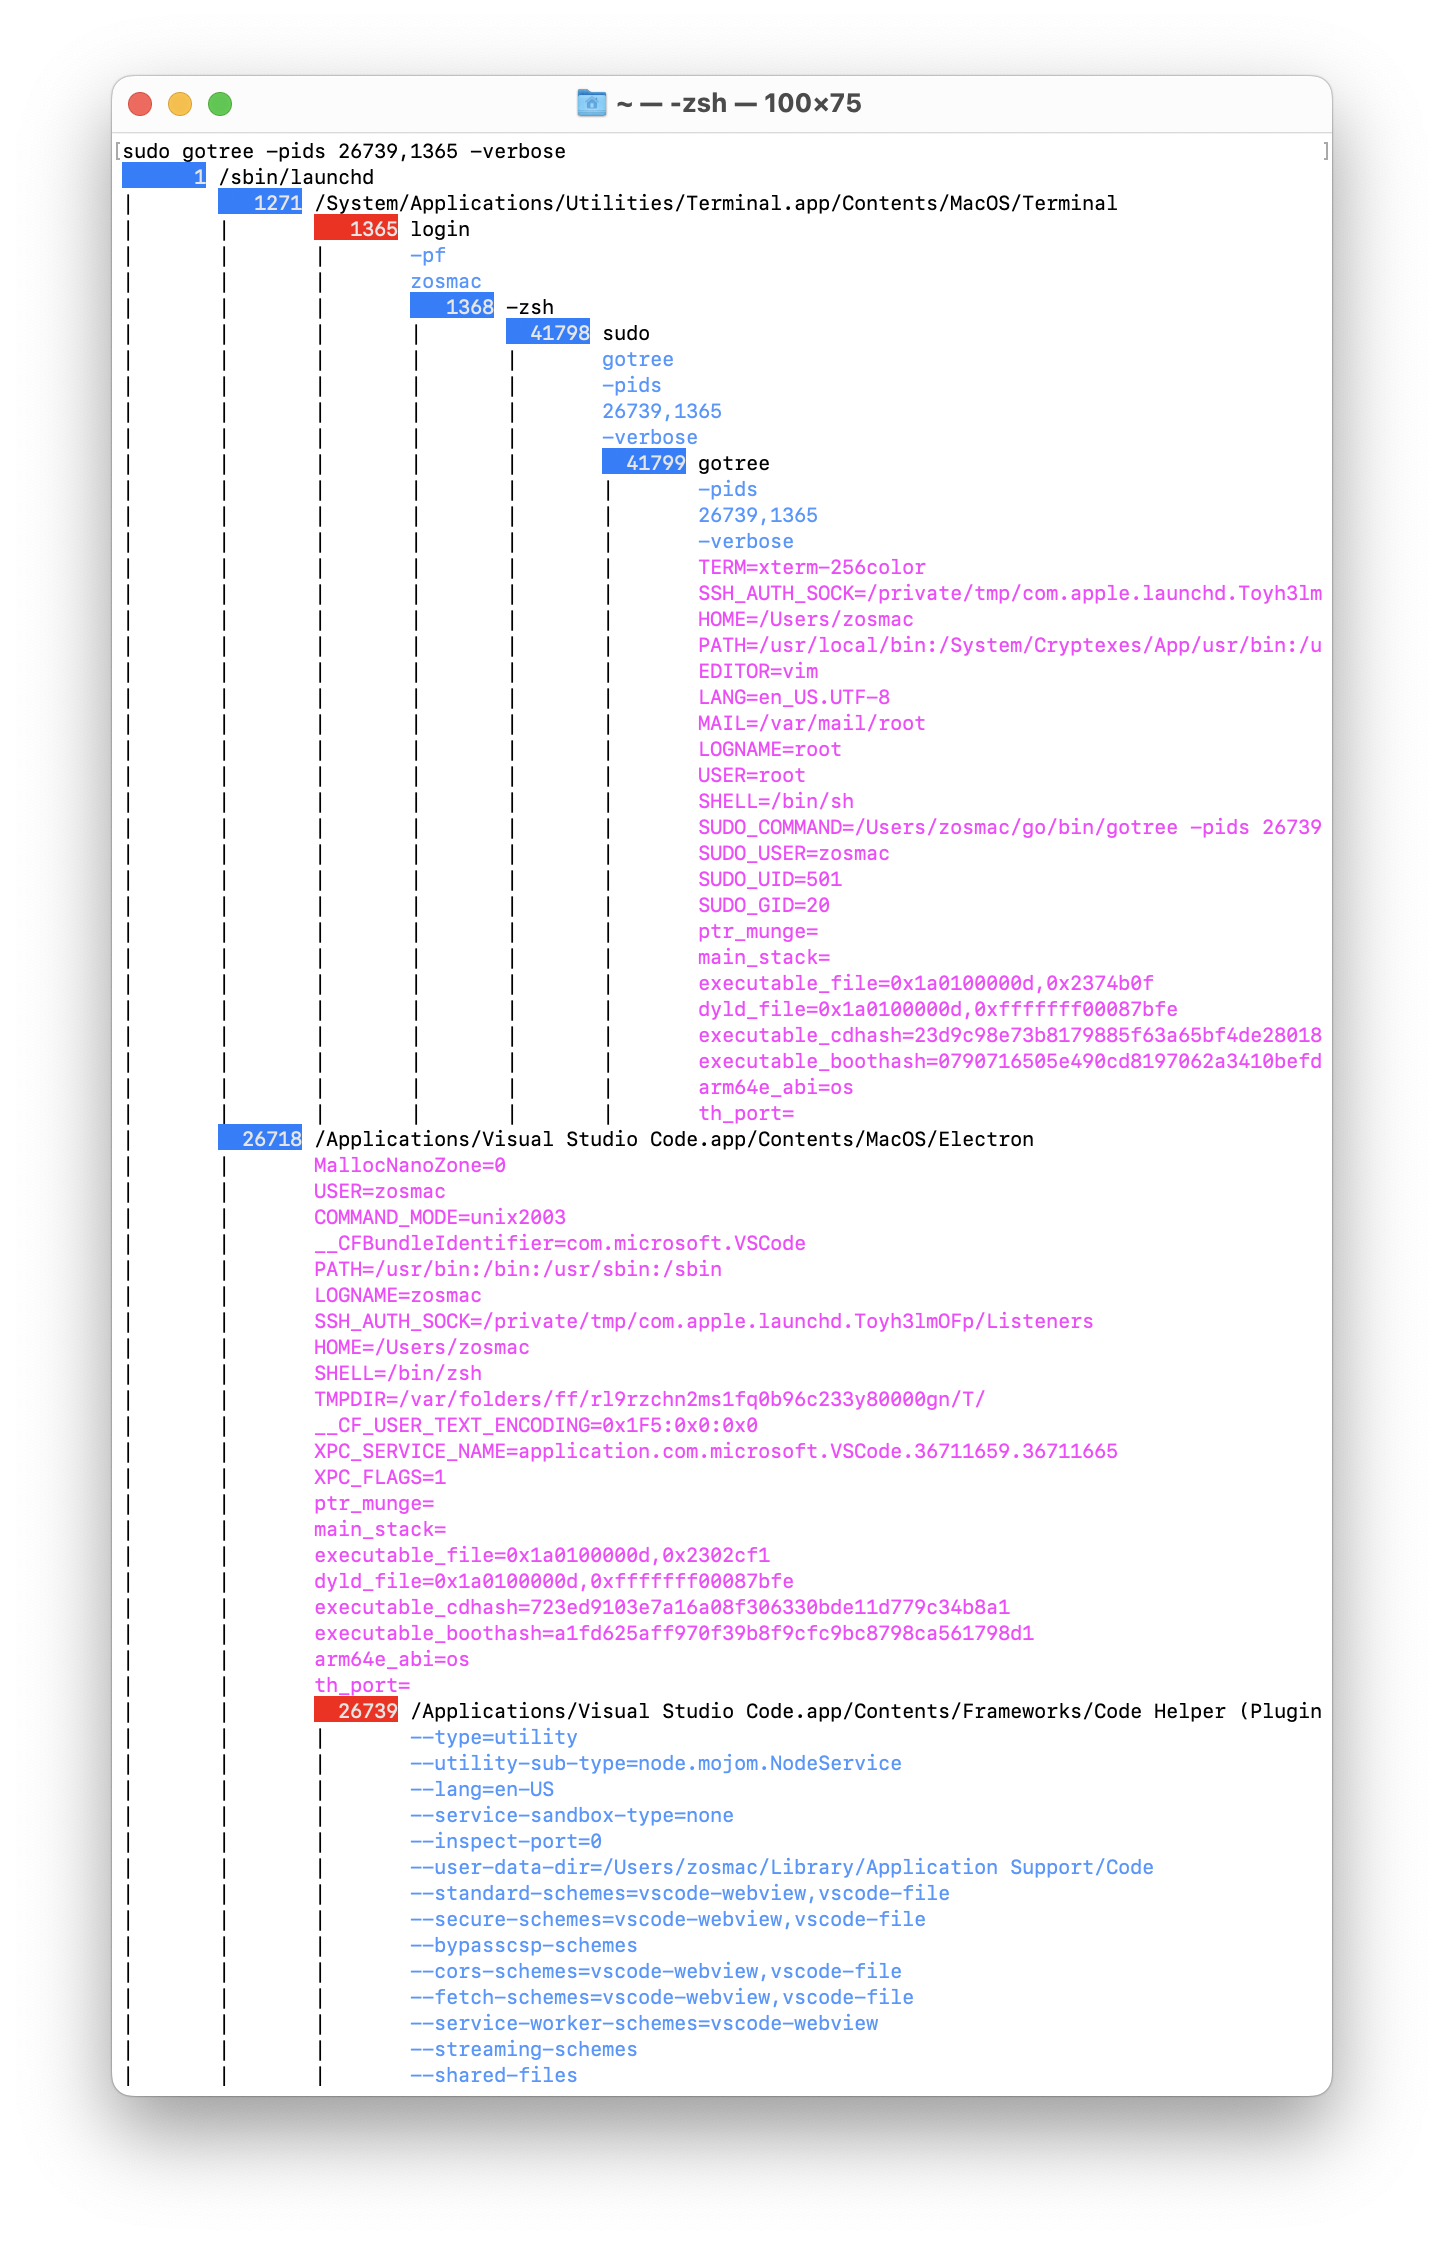 ~ — -zsh — 100×75
sudo gotree -pids 26739,1365 -verbose
1 /sbin/launchd
1271 /System/Applications/Utilities/Terminal.app/Contents/MacOS/Terminal
1365 login
-pf
zosmac
1368 -zsh
41798 sudo
gotree
-pids
26739,1365
-verbose
41799 gotree
-pids
26739,1365
-verbose
TERM=xterm-256color
SSH_AUTH_SOCK=/private/tmp/com.apple.launchd.Toyh3lm
HOME=/Users/zosmac
PATH=/usr/local/bin:/System/Cryptexes/App/usr/bin:/u
EDITOR=vim
LANG=en_US.UTF-8
MAIL=/var/mail/root
LOGNAME=root
USER=root
SHELL=/bin/sh
SUDO_COMMAND=/Users/zosmac/go/bin/gotree -pids 26739
SUDO_USER=zosmac
SUDO_UID=501
SUDO_GID=20
ptr_munge=
main_stack=
executable_file=0x1a0100000d,0x2374b0f
dyld_file=0x1a0100000d,0xfffffff00087bfe
executable_cdhash=23d9c98e73b8179885f63a65bf4de28018
executable_boothash=0790716505e490cd8197062a3410befd
arm64e_abi=os
th_port=
26718 /Applications/Visual Studio Code.app/Contents/MacOS/Electron
MallocNanoZone=0
USER=zosmac
COMMAND_MODE=unix2003
__CFBundleIdentifier=com.microsoft.VSCode
PATH=/usr/bin:/bin:/usr/sbin:/sbin
LOGNAME=zosmac
SSH_AUTH_SOCK=/private/tmp/com.apple.launchd.Toyh3lmOFp/Listeners
HOME=/Users/zosmac
SHELL=/bin/zsh
TMPDIR=/var/folders/ff/rl9rzchn2ms1fq0b96c233y80000gn/T/
__CF_USER_TEXT_ENCODING=0x1F5:0x0:0x0
XPC_SERVICE_NAME=application.com.microsoft.VSCode.36711659.36711665
XPC_FLAGS=1
ptr_munge=
main_stack=
executable_file=0x1a0100000d,0x2302cf1
dyld_file=0x1a0100000d,0xfffffff00087bfe
executable_cdhash=723ed9103e7a16a08f306330bde11d779c34b8a1
executable_boothash=a1fd625aff970f39b8f9cfc9bc8798ca561798d1
arm64e_abi=os
th_port=
26739 /Applications/Visual Studio Code.app/Contents/Frameworks/Code Helper (Plugin
--type=utility
--utility-sub-type=node.mojom.NodeService
--lang=en-US
--service-sandbox-type=none
--inspect-port=0
--user-data-dir=/Users/zosmac/Library/Application Support/Code
--standard-schemes=vscode-webview,vscode-file
--secure-schemes=vscode-webview,vscode-file
--bypasscsp-schemes
--cors-schemes=vscode-webview,vscode-file
--fetch-schemes=vscode-webview,vscode-file
--service-worker-schemes=vscode-webview
--streaming-schemes
--shared-files